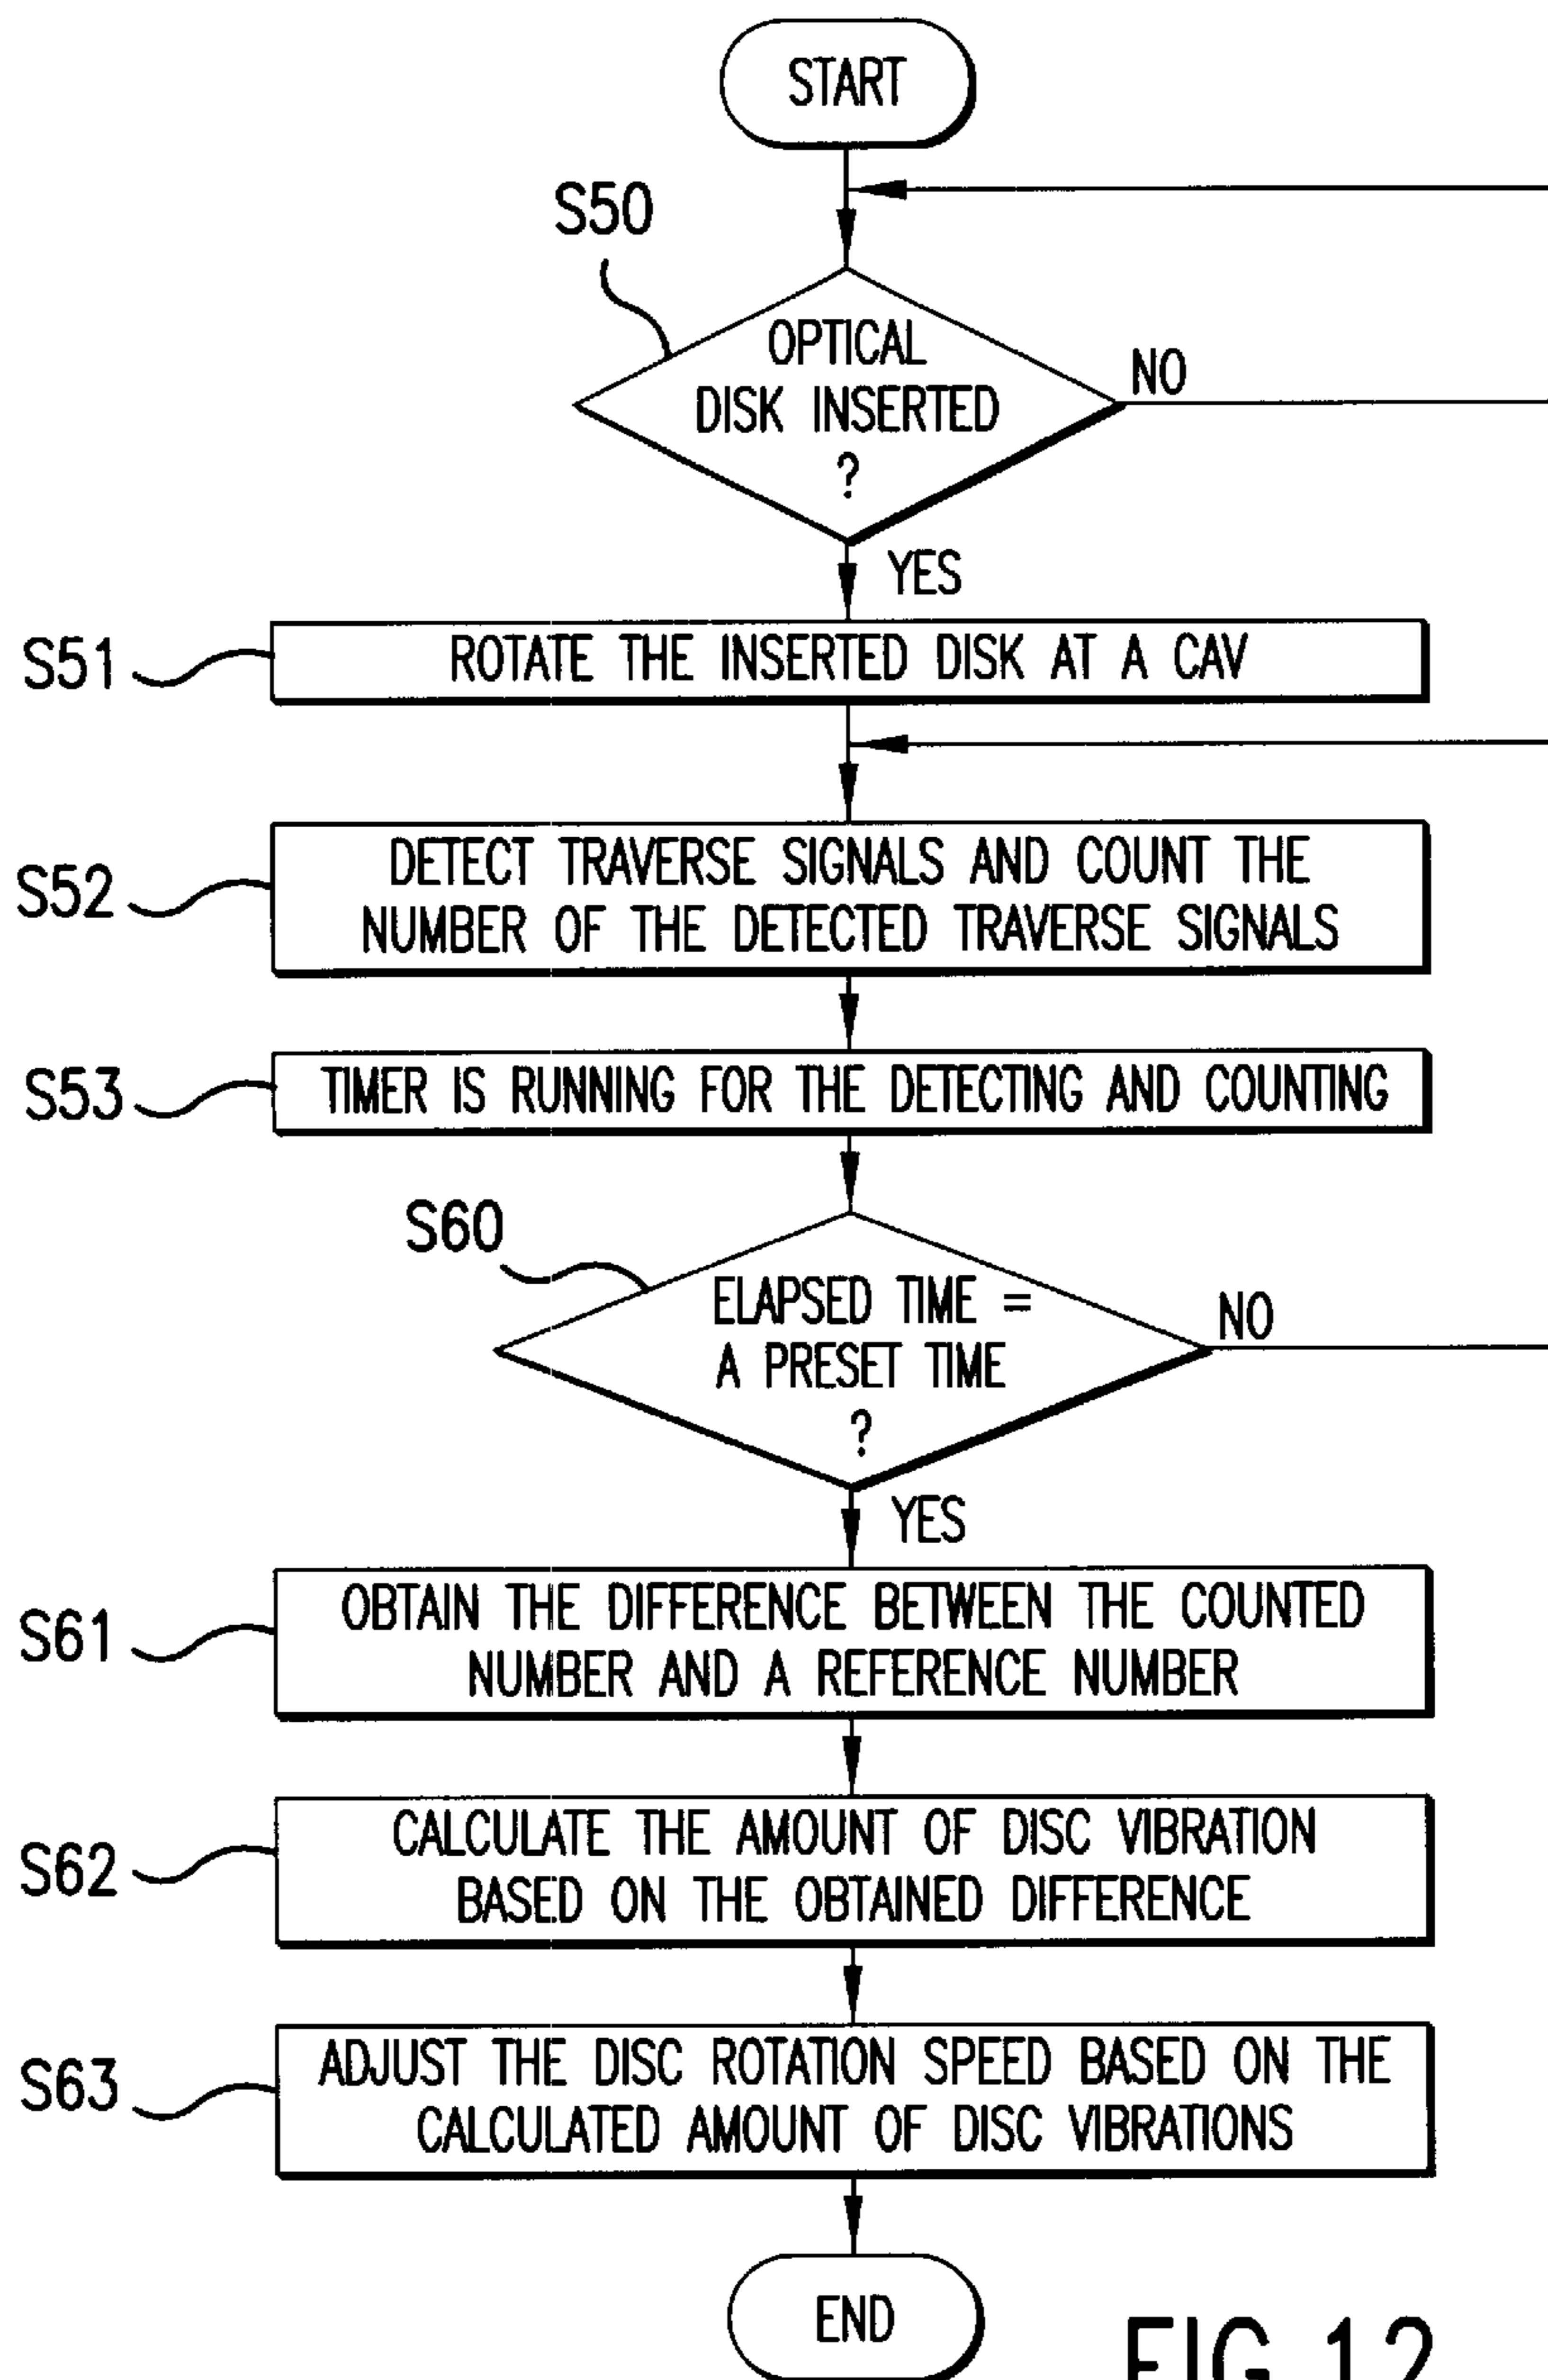 START
S50
OPTICAL
DISK INSERTED
?
NO
YES
S51
ROTATE THE INSERTED DISK AT A CAV
S52
DETECT TRAVERSE SIGNALS AND COUNT THE
NUMBER OF THE DETECTED TRAVERSE SIGNALS
S53
TIMER IS RUNNING FOR THE DETECTING AND COUNTING
S60
ELAPSED TIME =
A PRESET TIME
?
NO
YES
S61
OBTAIN THE DIFFERENCE BETWEEN THE COUNTED
NUMBER AND A REFERENCE NUMBER
S62
CALCULATE THE AMOUNT OF DISC VIBRATION
BASED ON THE OBTAINED DIFFERENCE
S63
ADJUST THE DISC ROTATION SPEED BASED ON THE
CALCULATED AMOUNT OF DISC VIBRATIONS
END
FIG.12